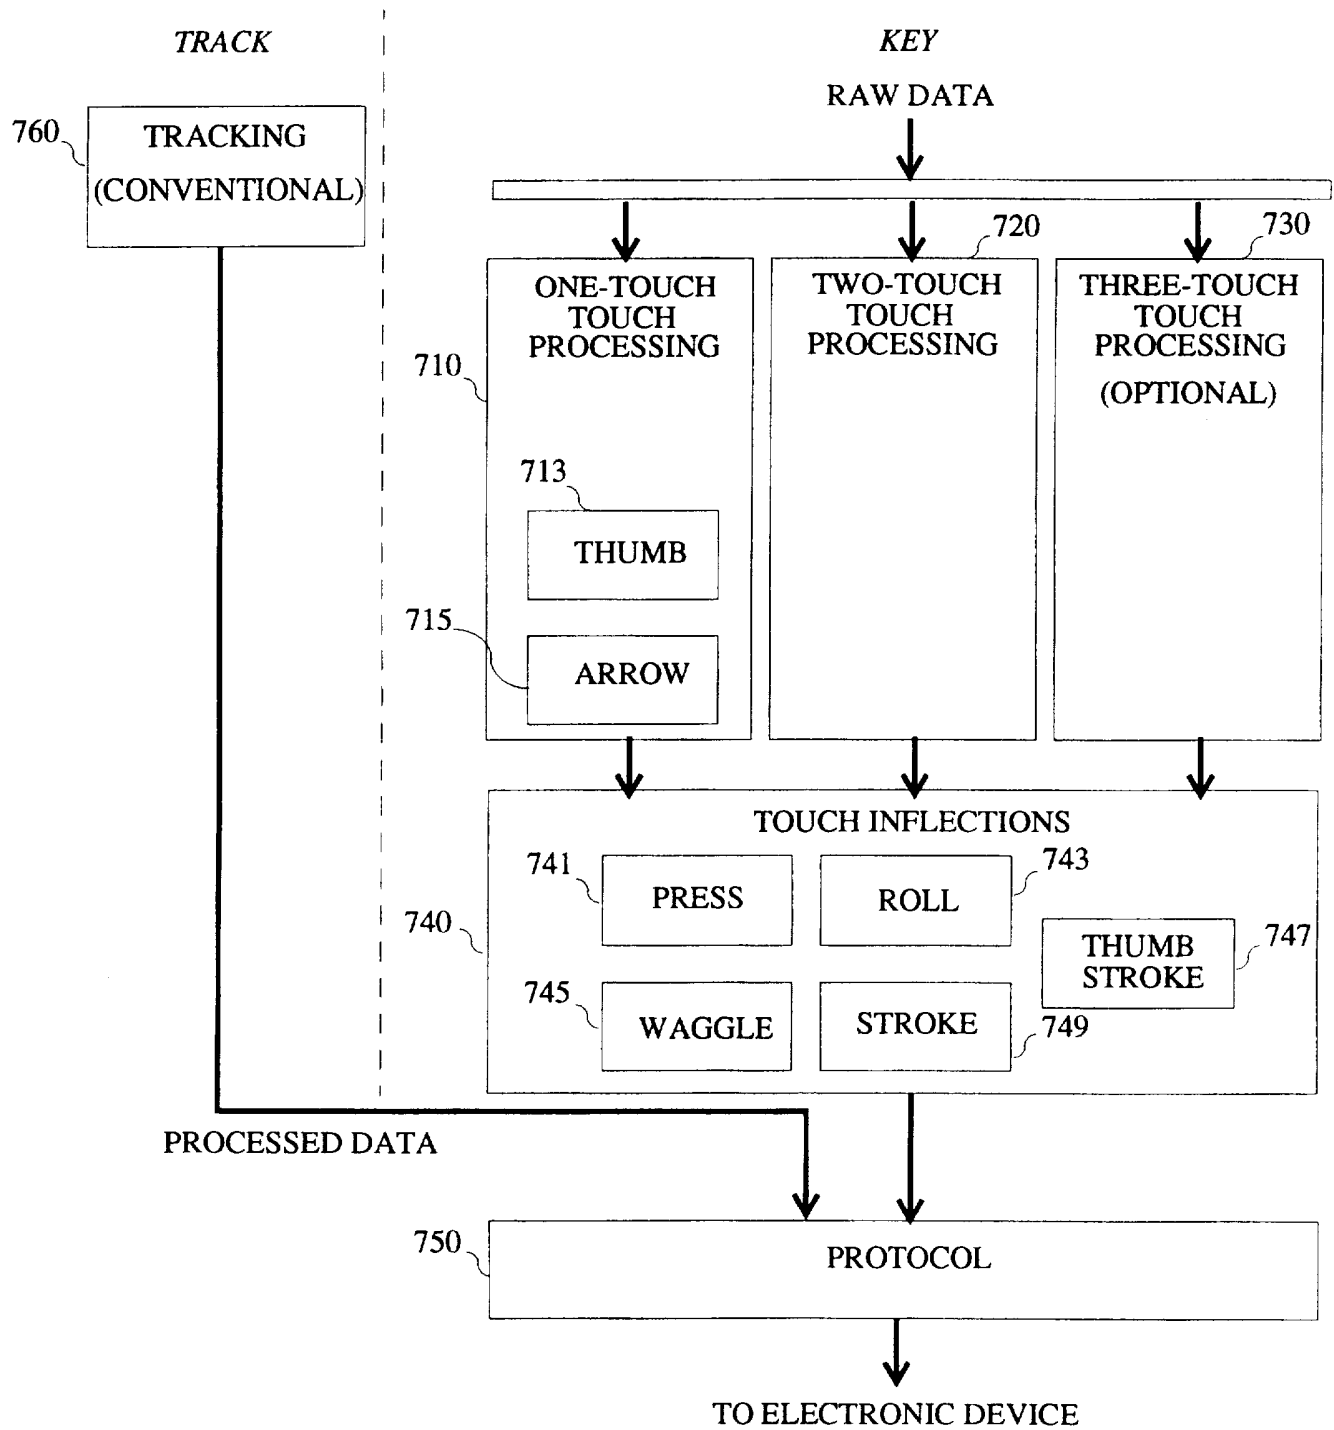 TRACK
KEY
RAW DATA
760
TRACKING
(CONVENTIONAL)
720
730
ONE-TOUCH
TOUCH
PROCESSING
TWO-TOUCH
TOUCH
PROCESSING
THREE-TOUCH
TOUCH
PROCESSING
(OPTIONAL)
710
713
THUMB
715
ARROW
TOUCH INFLECTIONS
741
PRESS
743
ROLL
740
747
THUMB
STROKE
745
WAGGLE
STROKE
749
PROCESSED DATA
750
PROTOCOL
TO ELECTRONIC DEVICE